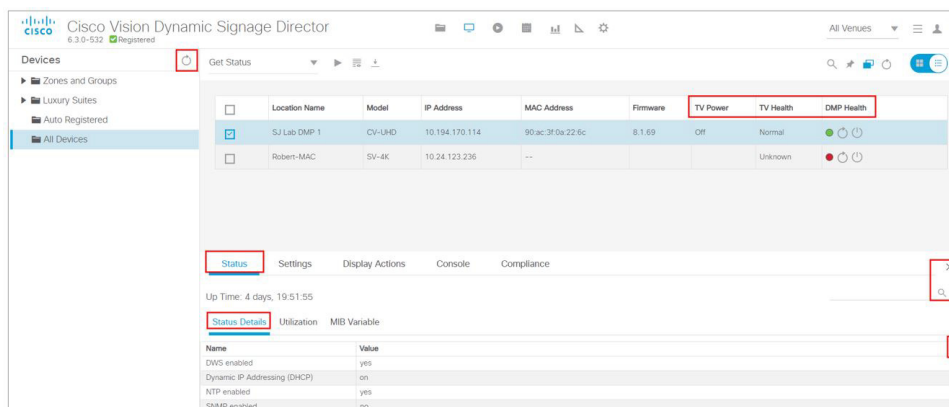 cisco Cisco Vision Dynamic Signage Director
6.3.0-532 Registered
All Venues
Devices
Get Status
Zones and Groups
Luxury Suites
Auto Registered
All Devices
Location Name Model IP Address MAC Address Firmware TV Power TV Health DMP Health
SJ Lab DMP 1 CV-UHD 10.194.170.114 90:ac:3f:0a:22:6c 8.1.69 Off Normal
Robert-MAC SV-4K 10.24.123.236 -- Unknown
Status Settings Display Actions Console Compliance
Up Time: 4 days, 19:51:55
Status Details Utilization MIB Variable
Name Value
DWS enabled yes
Dynamic IP Addressing (DHCP) on
NTP enabled yes
SNMP enabled no